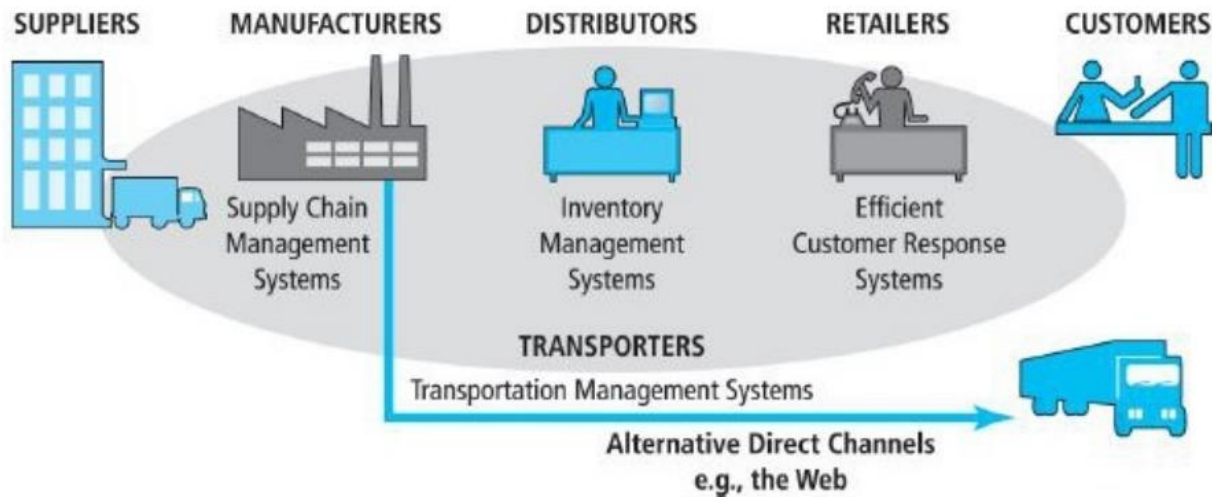 SUPPLIERS
MANUFACTURERS
DISTRIBUTORS
RETAILERS
CUSTOMERS
Supply Chain
Management
Systems
Inventory
Management
Systems
Efficient
Customer Response
Systems
TRANSPORTERS
Transportation Management Systems
Alternative Direct Channels
e.g., the Web